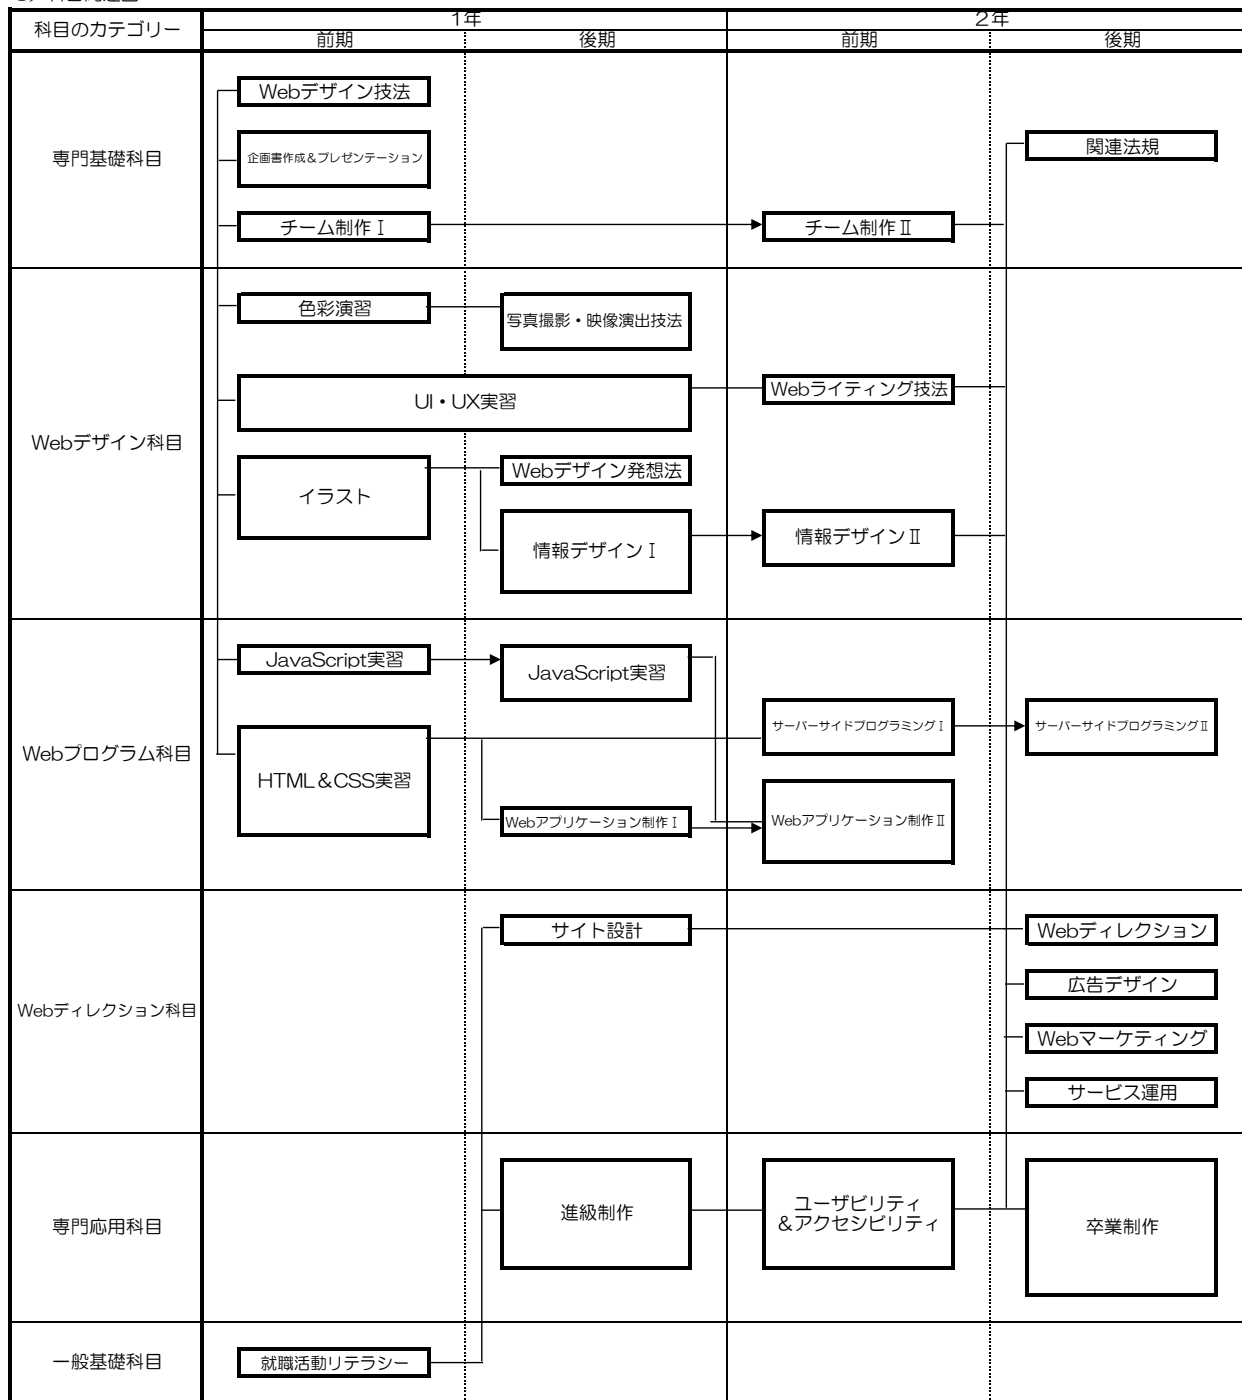 科目のカテゴリー
1年
2年
前期
後期
前期
後期
専門基礎科目
Webデザイン技法
企画書作成&プレゼンテーション
関連法規
チーム制作Ⅰ
チーム制作Ⅱ
Webデザイン科目
色彩演習
写真撮影・映像演出技法
UI・UX実習
Webライティング技法
イラスト
Webデザイン発想法
情報デザインⅠ
情報デザインⅡ
Webプログラム科目
JavaScript実習
JavaScript実習
サーバーサイドプログラミングⅠ
サーバーサイドプログラミングⅡ
HTML&CSS実習
Webアプリケーション制作Ⅰ
Webアプリケーション制作Ⅱ
Webディレクション科目
サイト設計
Webディレクション
広告デザイン
Webマーケティング
サービス運用
専門応用科目
進級制作
ユーザビリティ
&アクセシビリティ
卒業制作
一般基礎科目
就職活動リテラシー